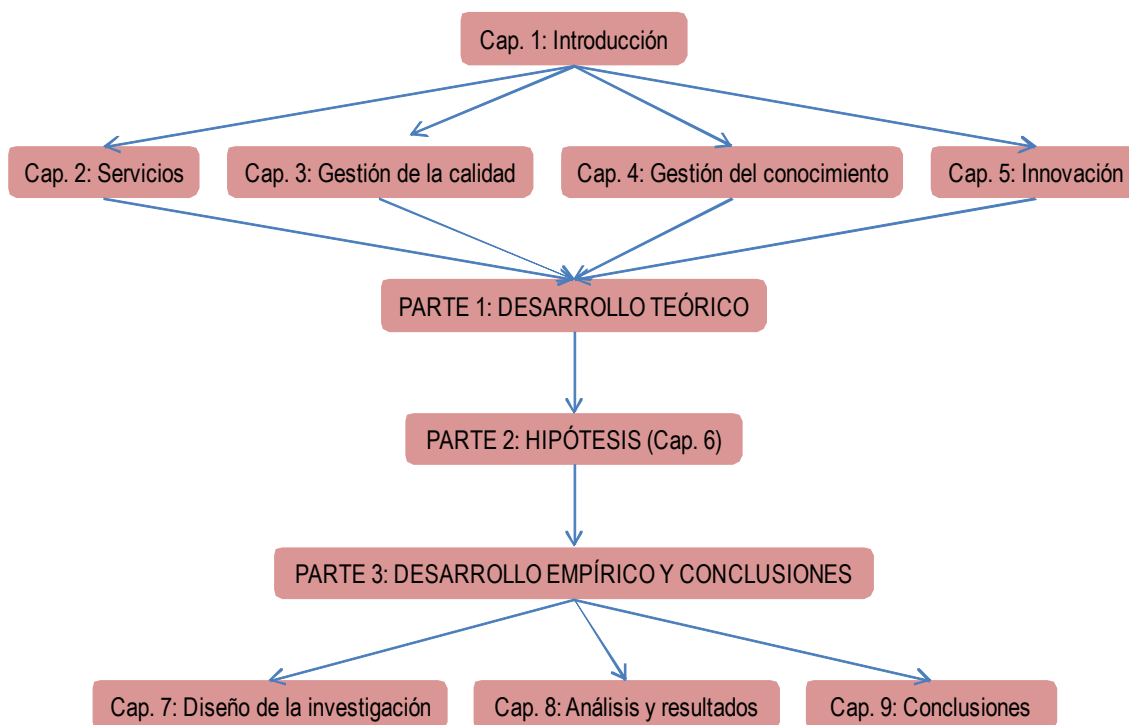 Cap. 1: Introducción
Cap. 2: Servicios
Cap. 3: Gestión de la calidad
Cap. 4: Gestión del conocimiento
Cap. 5: Innovación
PARTE 1: DESARROLLO TEÓRICO
PARTE 2: HIPÓTESIS (Cap. 6)
PARTE 3: DESARROLLO EMPÍRICO Y CONCLUSIONES
Cap. 7: Diseño de la investigación
Cap. 8: Análisis y resultados
Cap. 9: Conclusiones